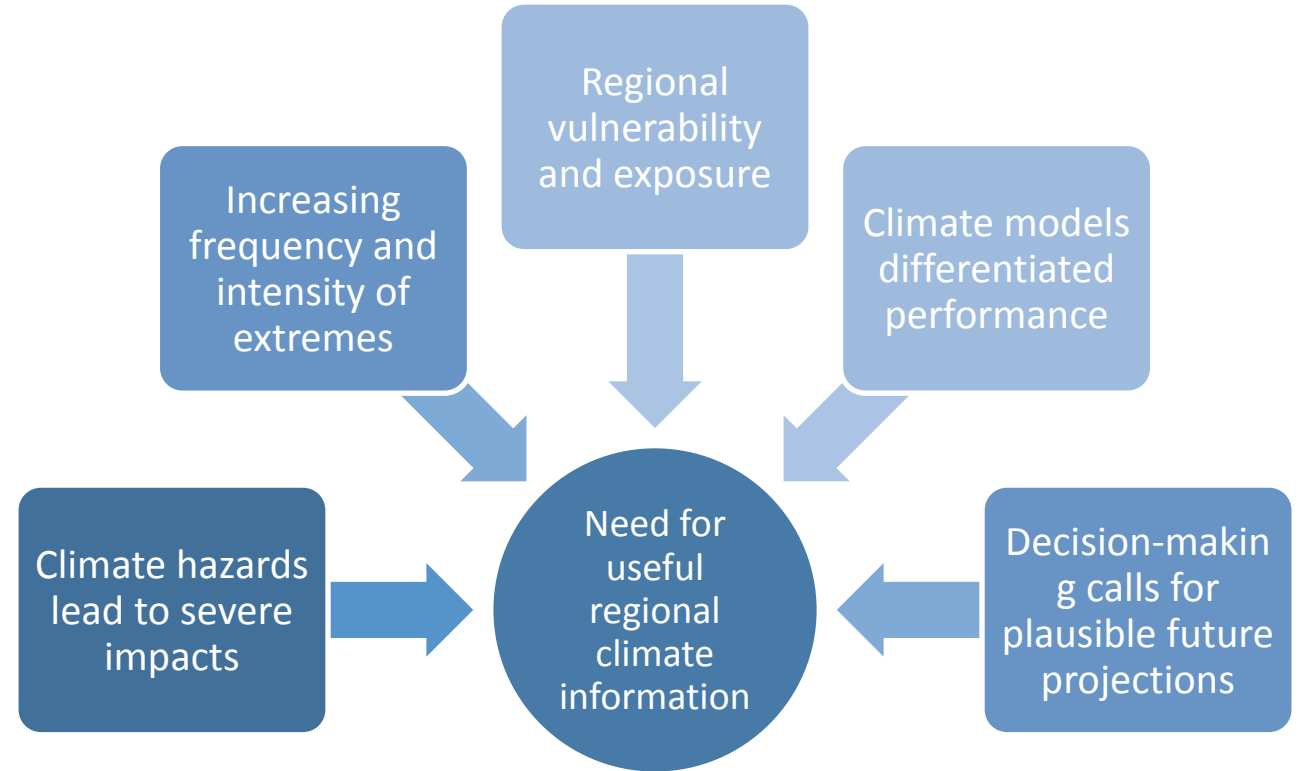 Regional
vulnerability
and exposure
Increasing
frequency and
intensity of
extremes
Climate models
differentiated
performance
Climate hazards
lead to severe
impacts
Need for
useful
regional
climate
information
Decision-makin
g calls for
plausible future
projections